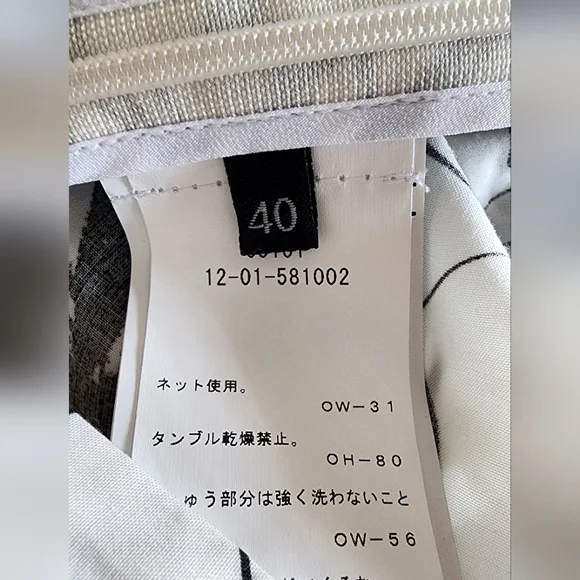 40
12-01-581002
ネット使用。
OW-31
タンブル乾燥禁止。
OH-80
しゅう部分は強く洗わないこと
OW-56